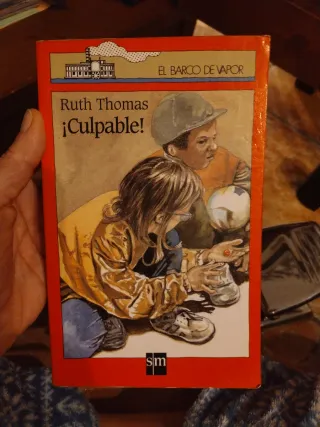 EL BARCO DE VAPOR
Ruth Thomas
¡Culpable!
sm